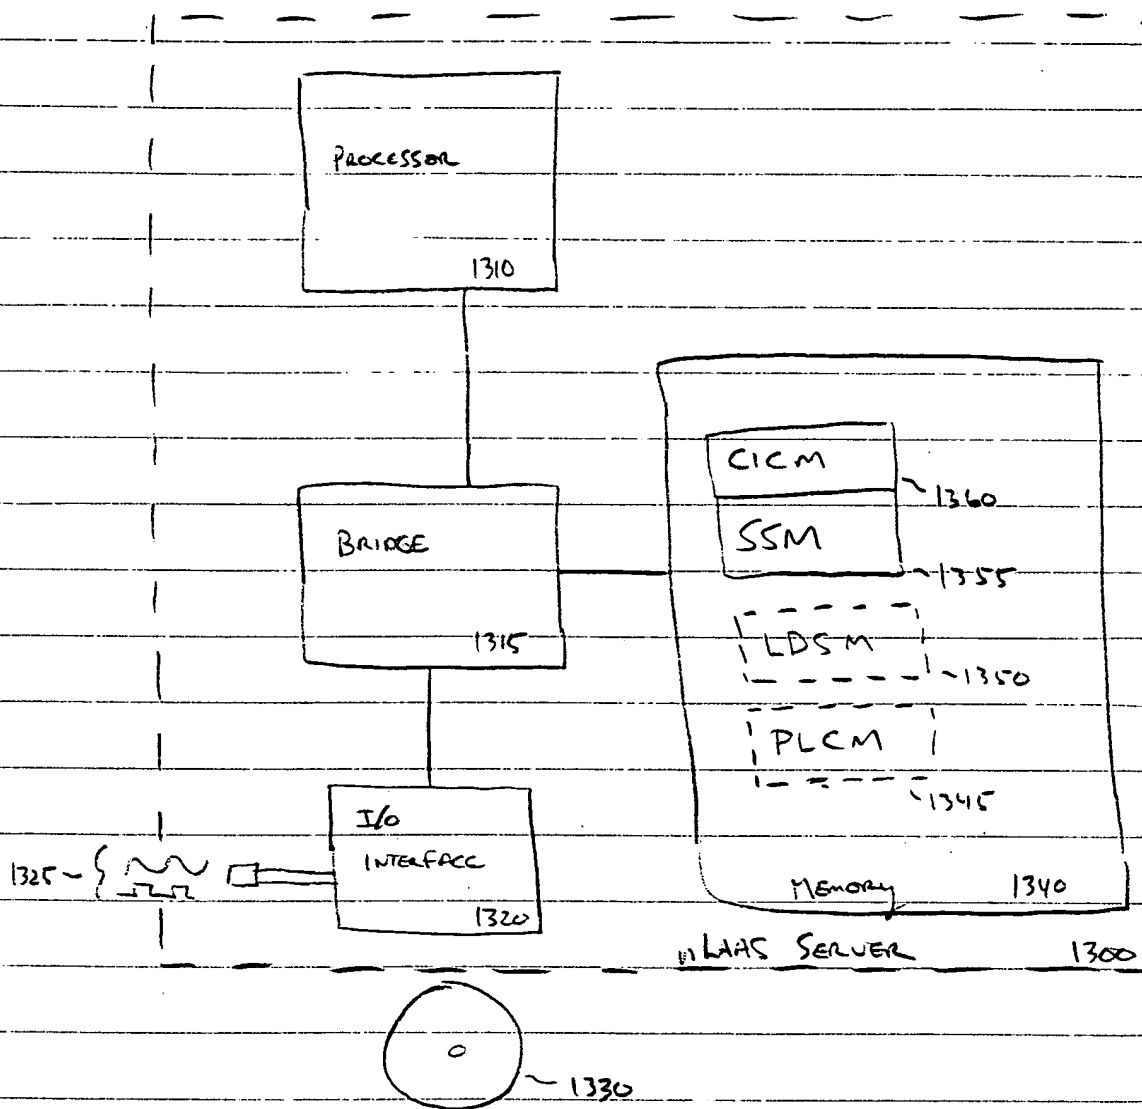 PROCESSOR
1310
CICM
1360
SSM
1355
BRIDGE
1315
LDSM
1350
PLCM
1345
I/O
INTERFACE
1320
1325
MEMORY 1340
SERVER 1300
1330